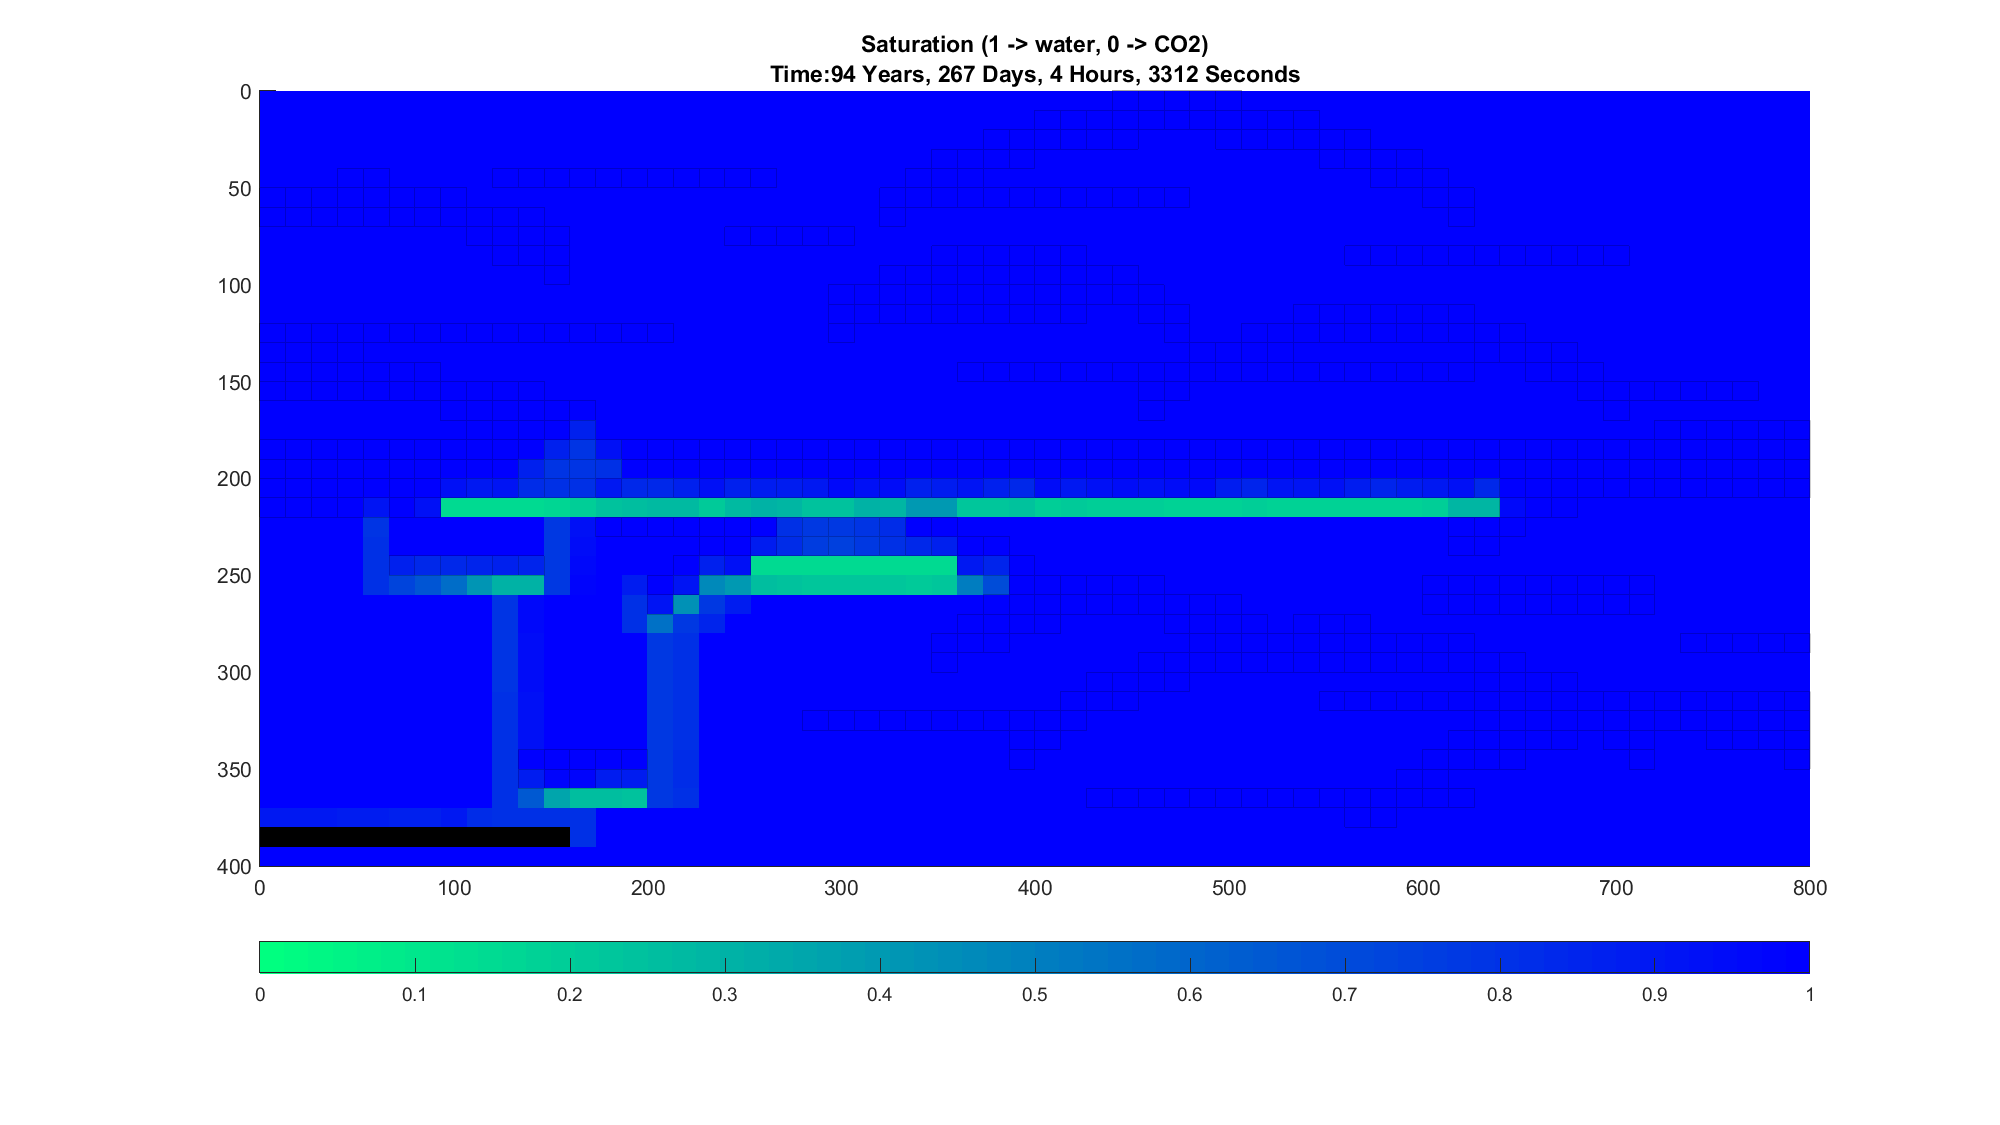 Saturation (1 -> water, 0 -> CO2)
Time:94 Years, 267 Days, 4 Hours, 3312 Seconds
0
50
100
150
200
250
300
350
400
0 100 200 300 400 500 600 700 800
0 0.1 0.2 0.3 0.4 0.5 0.6 0.7 0.8 0.9 1